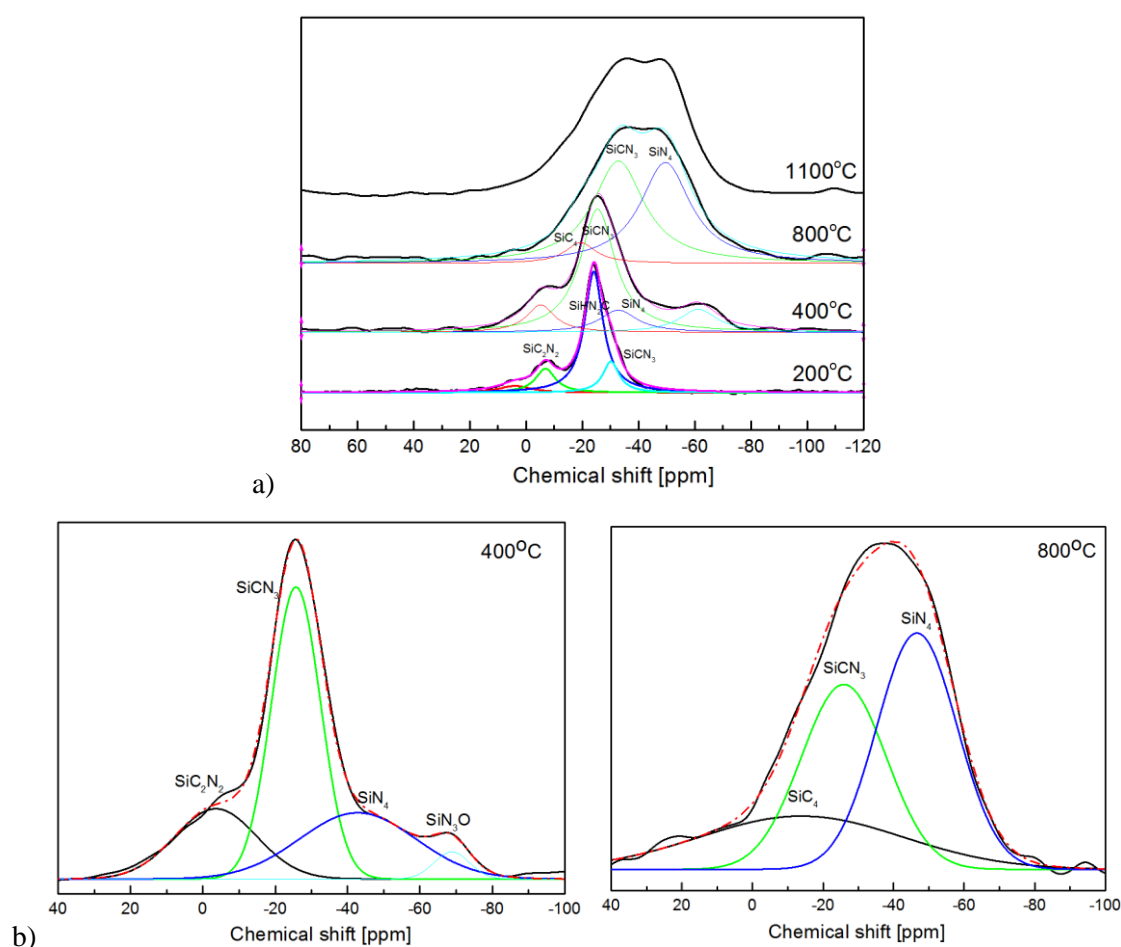 SiCN₃
SiN₄
1100°C
SiC₄
SiCN₃
800°C
SiHN₂C
SiN₄
400°C
SiC₂N₂
SiCN₃
200°C
80 60 40 20 0 -20 -40 -60 -80 -100 -120
Chemical shift [ppm]
a)
400°C
SiCN₃
SiC₂N₂
SiN₄
SiN₃O
40 20 0 -20 -40 -60 -80 -100
Chemical shift [ppm]
800°C
SiN₄
SiCN₃
SiC₄
40 20 0 -20 -40 -60 -80 -100
Chemical shift [ppm]
b)